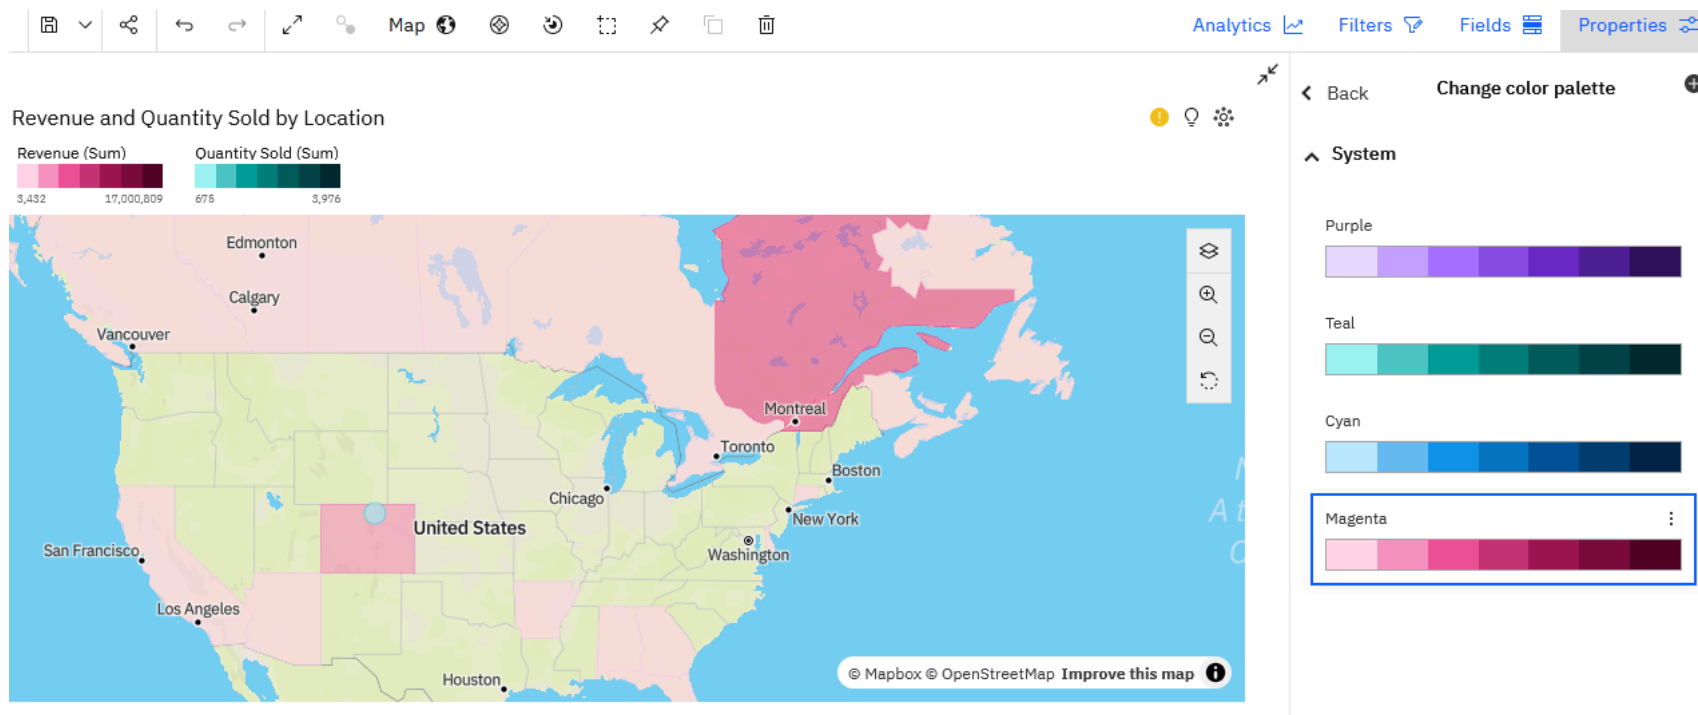 Map
Analytics
Filters
Fields
Properties
Back
Change color palette
System
Revenue and Quantity Sold by Location
Revenue (Sum)
3,432
17,000,809
Quantity Sold (Sum)
675
3,976
Edmonton
Calgary
Vancouver
Montreal
Toronto
Boston
Chicago
New York
United States
Washington
San Francisco
Los Angeles
Houston
© Mapbox © OpenStreetMap Improve this map
Purple
Teal
Cyan
Magenta